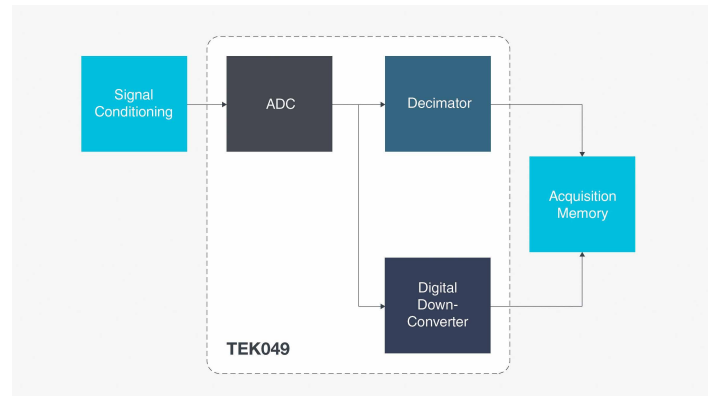 Signal
Conditioning
ADC
Decimator
Acquisition
Memory
Digital
Down-
Converter
TEK049